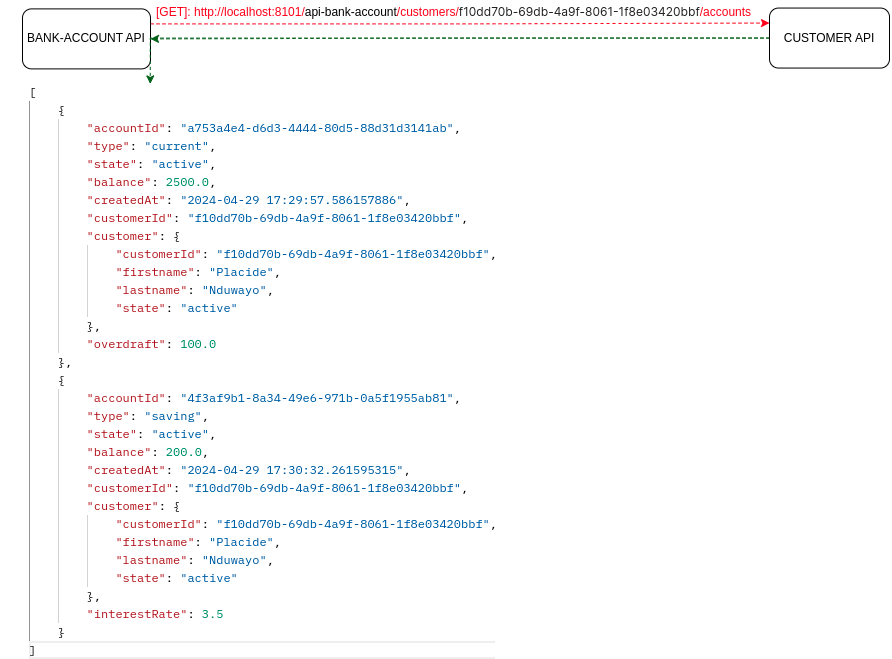 [GET]: http://localhost:8101/api-bank-account/customers/f10dd70b-69db-4a9f-8061-1f8e03420bbf/accounts
BANK-ACCOUNT API
CUSTOMER API
[
{
"accountId": "a753a4e4-d6d3-4444-80d5-88d31d3141ab",
"type": "current",
"state": "active",
"balance": 2500.0,
"createdAt": "2024-04-29 17:29:57.586157886",
"customerId": "f10dd70b-69db-4a9f-8061-1f8e03420bbf",
"customer": {
"customerId": "f10dd70b-69db-4a9f-8061-1f8e03420bbf",
"firstname": "Placide",
"lastname": "Nduwayo",
"state": "active"
},
"overdraft": 100.0
},
{
"accountId": "4f3af9b1-8a34-49e6-971b-0a5f1955ab81",
"type": "saving",
"state": "active",
"balance": 200.0,
"createdAt": "2024-04-29 17:30:32.261595315",
"customerId": "f10dd70b-69db-4a9f-8061-1f8e03420bbf",
"customer": {
"customerId": "f10dd70b-69db-4a9f-8061-1f8e03420bbf",
"firstname": "Placide",
"lastname": "Nduwayo",
"state": "active"
},
"interestRate": 3.5
}
]